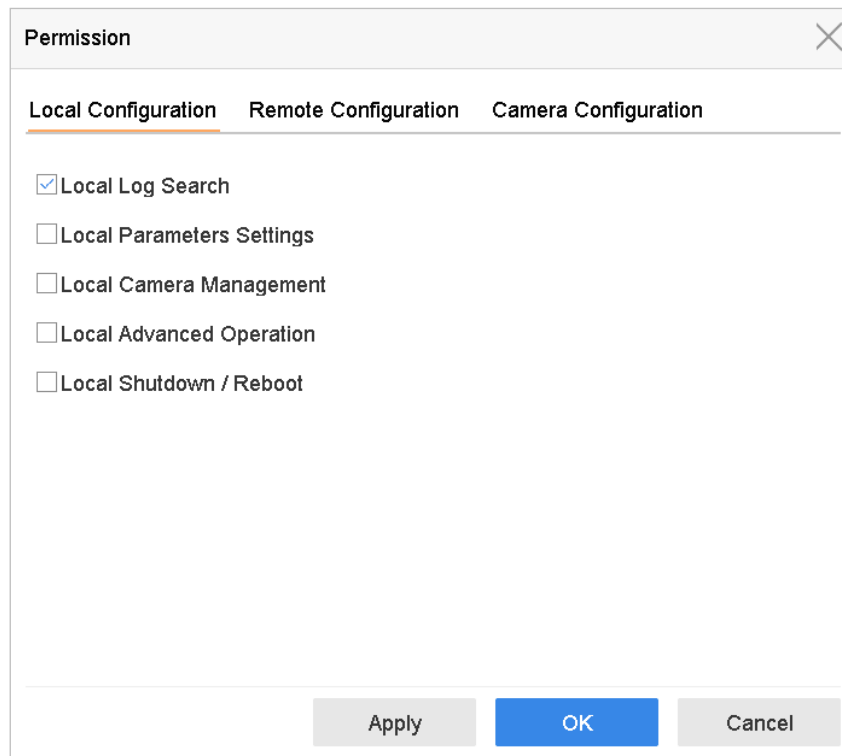 Permission
Local Configuration Remote Configuration Camera Configuration
Local Log Search
Local Parameters Settings
Local Camera Management
Local Advanced Operation
Local Shutdown / Reboot
Apply OK Cancel